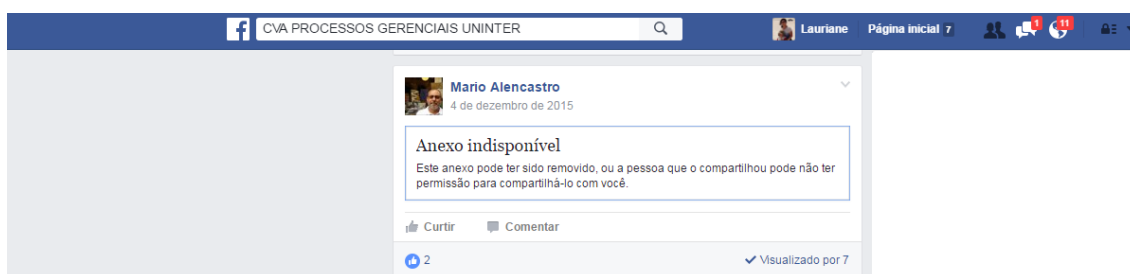 f CVA PROCESSOS GERENCIAIS UNINTER Lauriane Página inicial 7 1 11
Mario Alencastro
4 de dezembro de 2015
Anexo indisponível
Este anexo pode ter sido removido, ou a pessoa que o compartilhou pode não ter
permissão para compartilhá-lo com você.
Curtir Comentar
2 Visualizado por 7